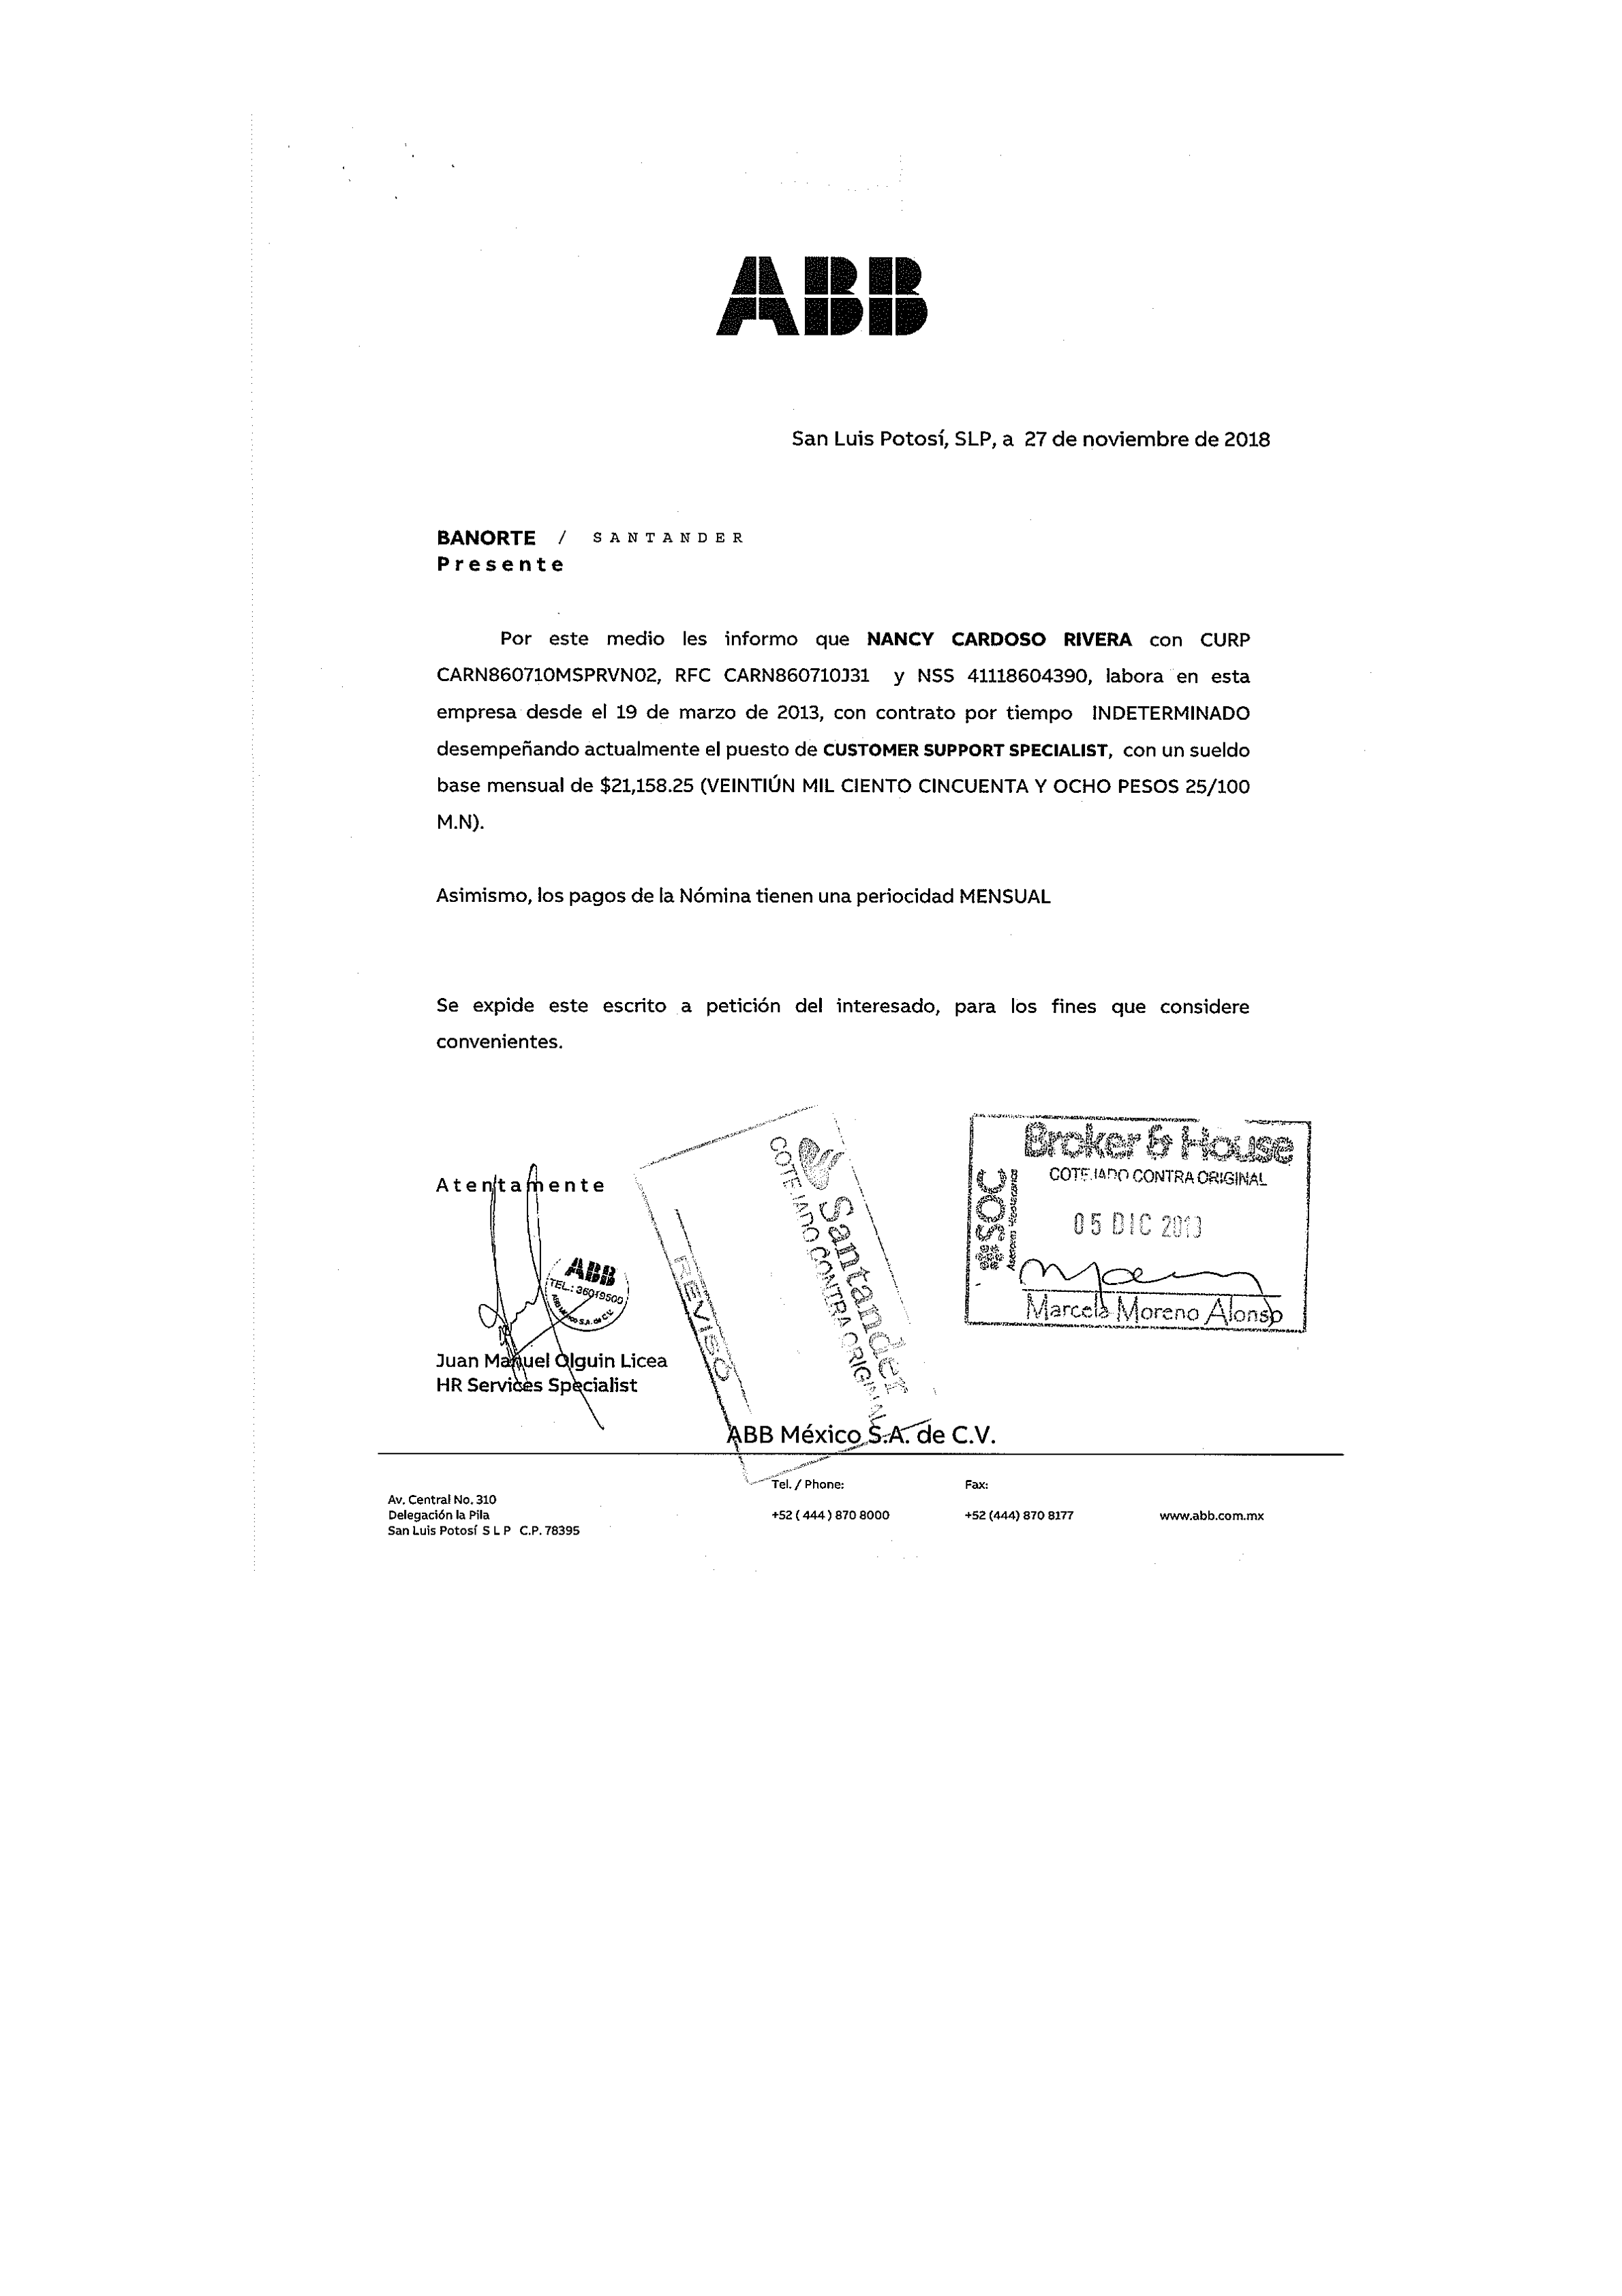 ABB
San Luis Potosí, SLP, a 27 de noviembre de 2018
BANORTE / SANTANDER
Presente
Por este medio les informo que NANCY CARDOSO RIVERA con CURP
CARN860710MSPRVN02, RFC CARN860710J31 y NSS 41118604390, labora en esta
empresa desde el 19 de marzo de 2013, con contrato por tiempo INDETERMINADO
desempeñando actualmente el puesto de CUSTOMER SUPPORT SPECIALIST, con un sueldo
base mensual de $21,158.25 (VEINTIÚN MIL CIENTO CINCUENTA Y OCHO PESOS 25/100
M.N).
Asimismo, los pagos de la Nómina tienen una periocidad MENSUAL
Se expide este escrito a petición del interesado, para los fines que considere
convenientes.
Atentamente
ABB
TEL.: 36019500
ABB México S.A. de C.V.
Juan Manuel Olguin Licea
HR Services Specialist
Santander
COTEJADO CONTRA ORIGINAL
REVISÓ
Broker & House
COTEJADO CONTRA ORIGINAL
SOC
05 DIC
Marcela Moreno Alonso
ABB México S.A. de C.V.
Tel. / Phone: Fax:
Av. Central No. 310
Delegación la Pila +52 ( 444 ) 870 8000 +52 (444) 870 8177 www.abb.com.mx
San Luis Potosí S L P C.P. 78395